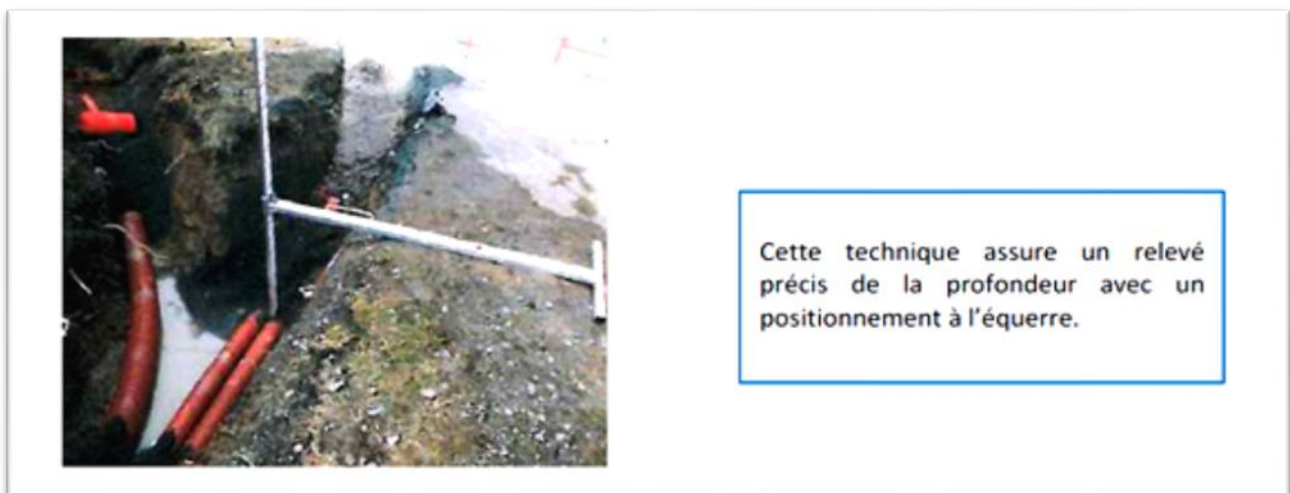 Cette technique assure un relevé
précis de la profondeur avec un
positionnement à l'équerre.